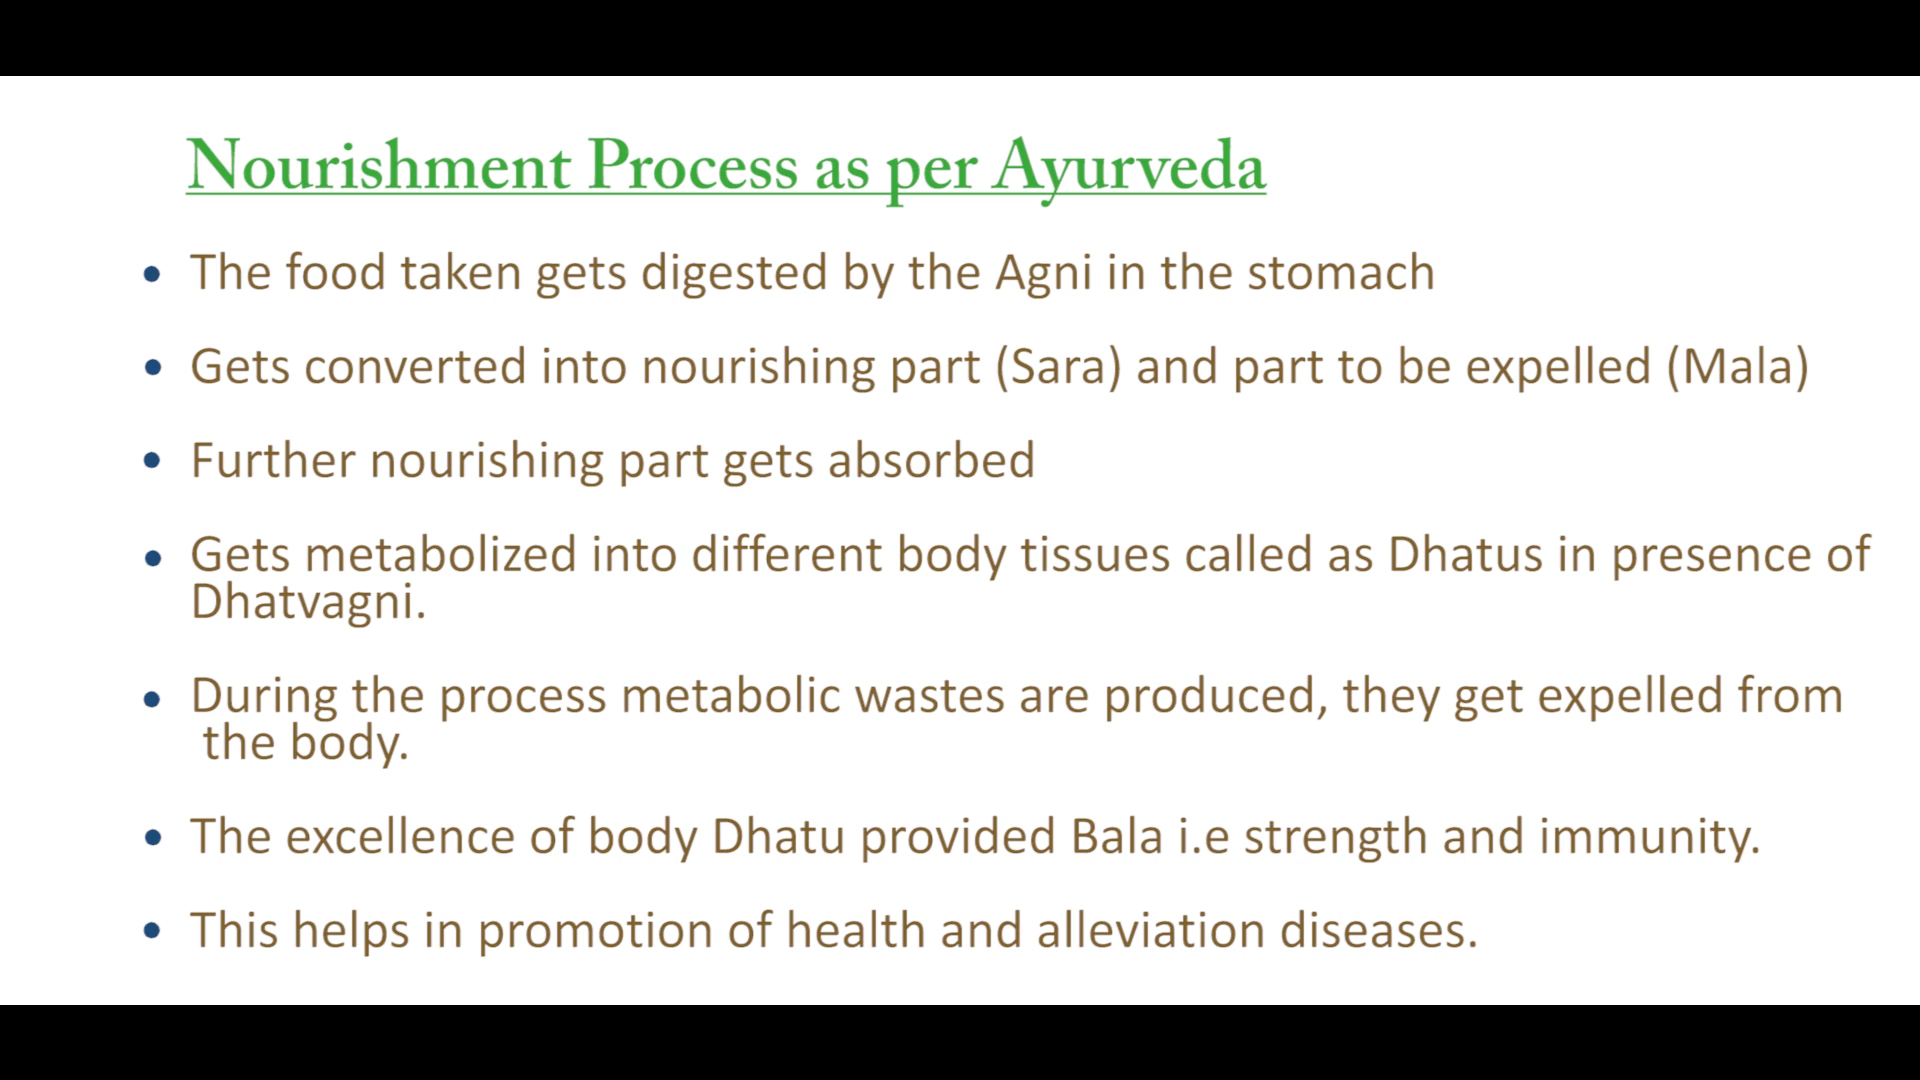 Nourishment Process as per Ayurveda
• The food taken gets digested by the Agni in the stomach
• Gets converted into nourishing part (Sara) and part to be expelled (Mala)
• Further nourishing part gets absorbed
• Gets metabolized into different body tissues called as Dhatus in presence of
Dhatvagni.
• During the process metabolic wastes are produced, they get expelled from
the body.
• The excellence of body Dhatu provided Bala i.e strength and immunity.
• This helps in promotion of health and alleviation diseases.